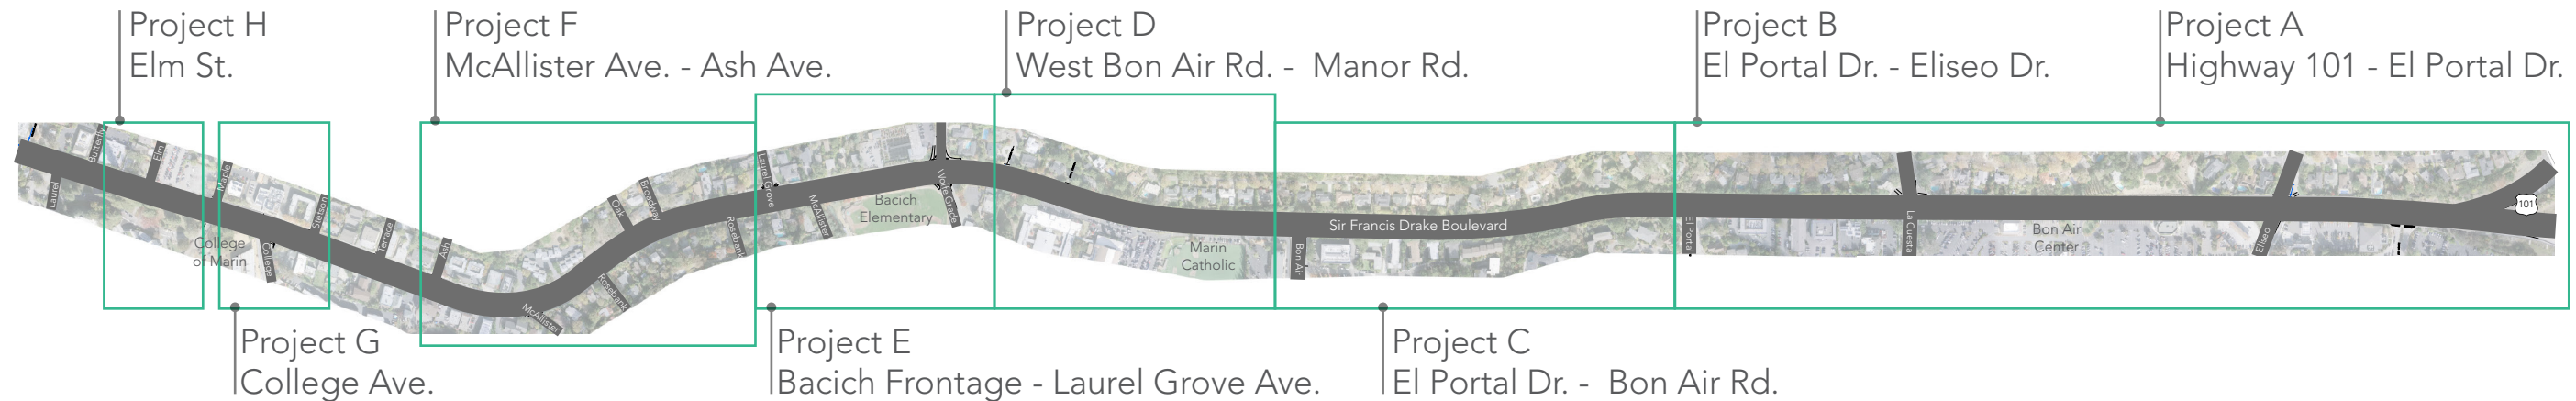 Project H
Elm St.
Project F
McAllister Ave. - Ash Ave.
Project D
West Bon Air Rd. - Manor Rd.
Project B
El Portal Dr. - Eliseo Dr.
Project A
Highway 101 - El Portal Dr.
Butterfly
Elm
Laurel
Maple
Stetson
College
of Marin
College
Terrace
Ash
McAllister
Oak
Broadway
Rosebank
Rosebank
Laurel Grove
McAllister
Bacich
Elementary
Wolfe Grade
Marin
Catholic
Bon Air
Sir Francis Drake Boulevard
El Portal
La Cuesta
Bon Air
Center
Eliseo
101
Project G
College Ave.
Project E
Bacich Frontage - Laurel Grove Ave.
Project C
El Portal Dr. - Bon Air Rd.